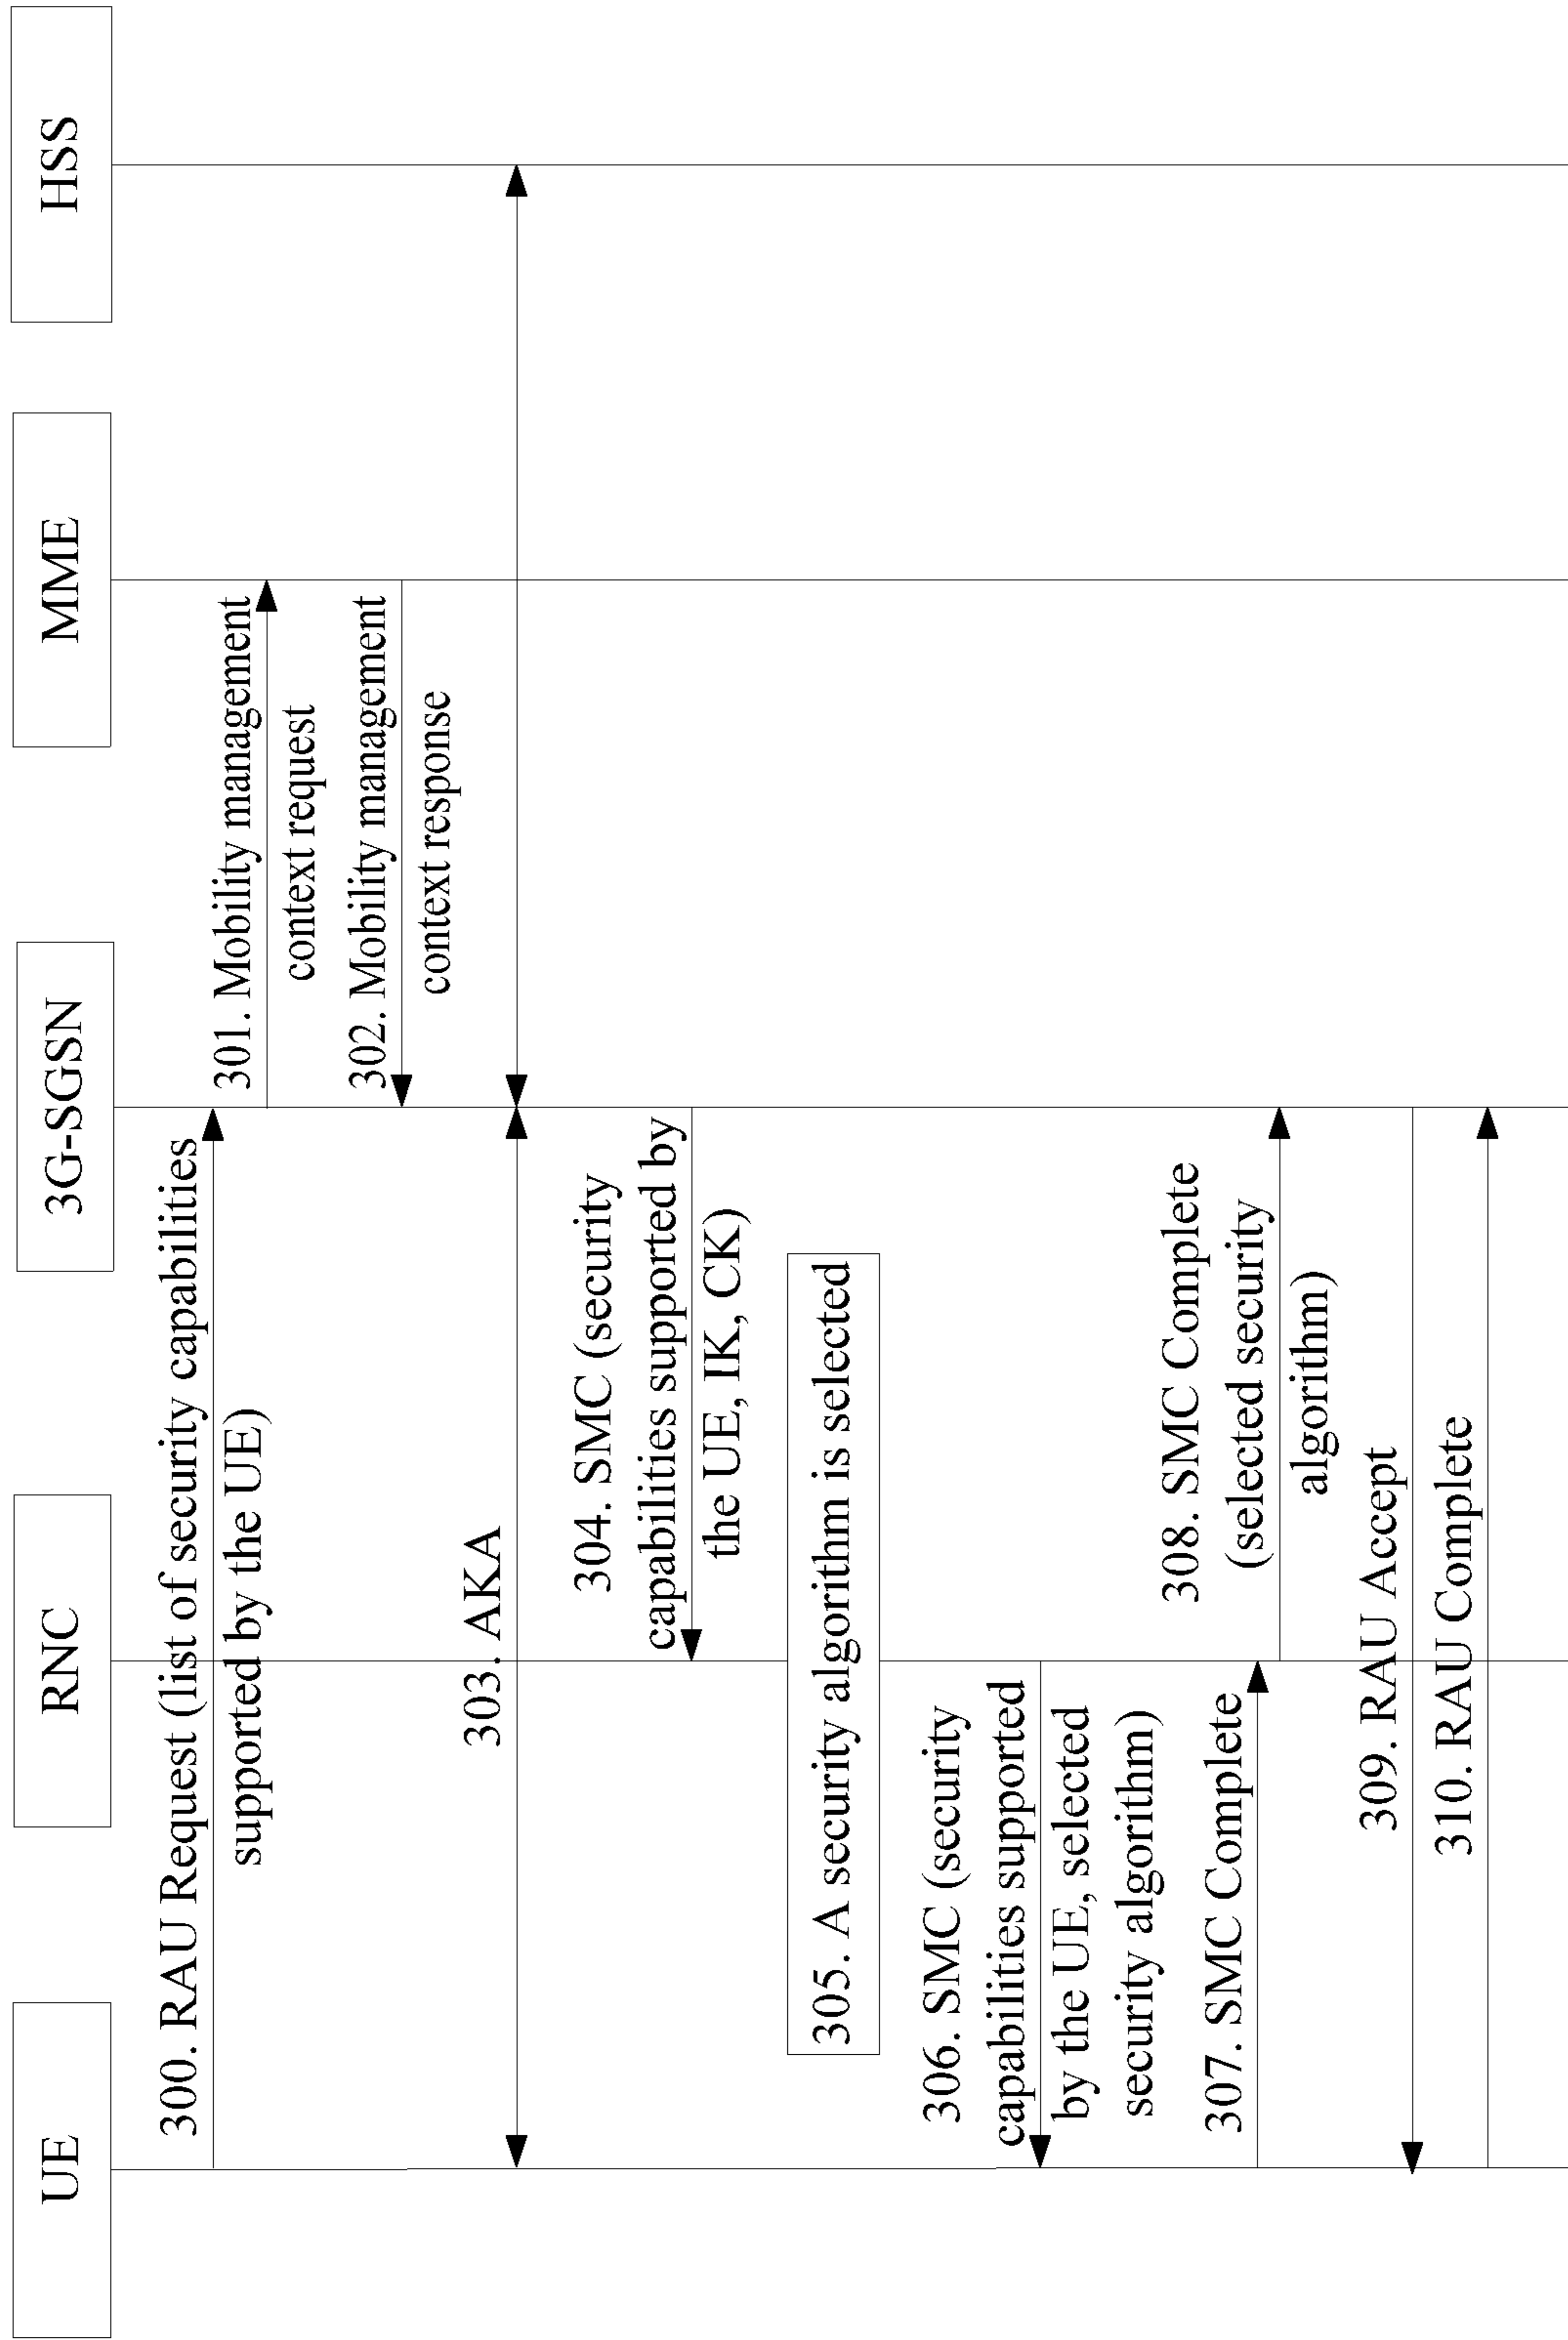 UE
RNC
3G-SGSN
MME
HSS
300. RAU Request (list of security capabilities
supported by the UE)
301. Mobility management
context request
302. Mobility management
context response
303. AKA
304. SMC (security
capabilities supported by
the UE, IK, CK)
305. A security algorithm is selected
306. SMC (security
capabilities supported
by the UE, selected
security algorithm)
307. SMC Complete
308. SMC Complete
(selected security
algorithm)
309. RAU Accept
310. RAU Complete